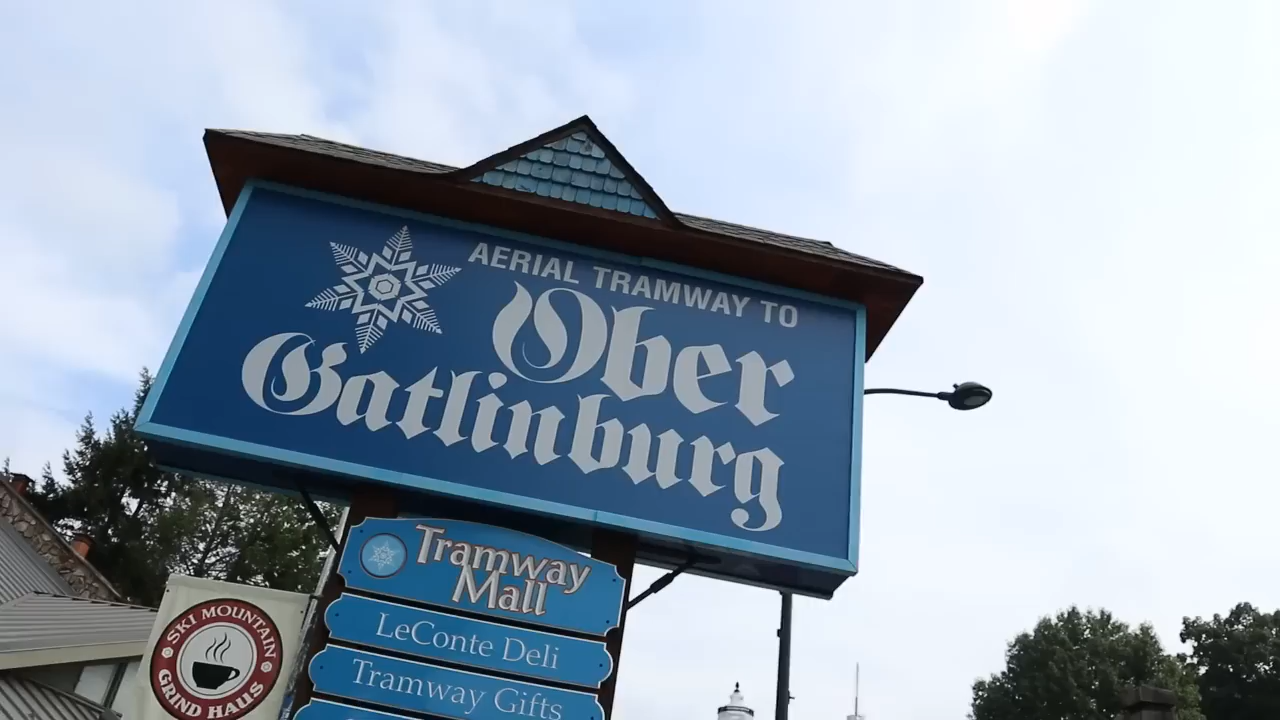 AERIAL TRAMWAY TO
Ober
Gatlinburg
Tramway
Mall
LeConte Deli
Tramway Gifts
SKI MOUNTAIN
GRIND HAUS